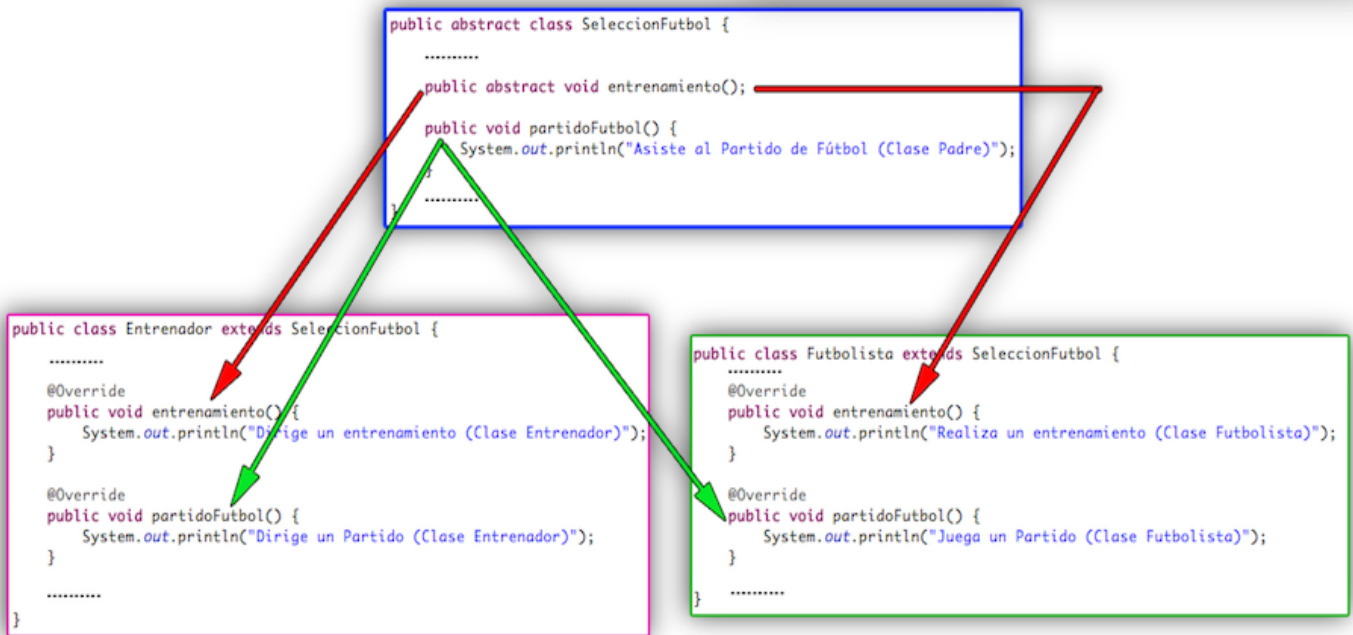 public abstract class SeleccionFutbol {
..........
public abstract void entrenamiento();
public void partidoFutbol() {
System.out.println("Asiste al Partido de Fútbol (Clase Padre)");
}
..........
}
public class Entrenador extends SeleccionFutbol {
..........
@Override
public void entrenamiento() {
System.out.println("Dirige un entrenamiento (Clase Entrenador)");
}
@Override
public void partidoFutbol() {
System.out.println("Dirige un Partido (Clase Entrenador)");
}
..........
}
public class Futbolista extends SeleccionFutbol {
..........
@Override
public void entrenamiento() {
System.out.println("Realiza un entrenamiento (Clase Futbolista)");
}
@Override
public void partidoFutbol() {
System.out.println("Juega un Partido (Clase Futbolista)");
}
..........
}